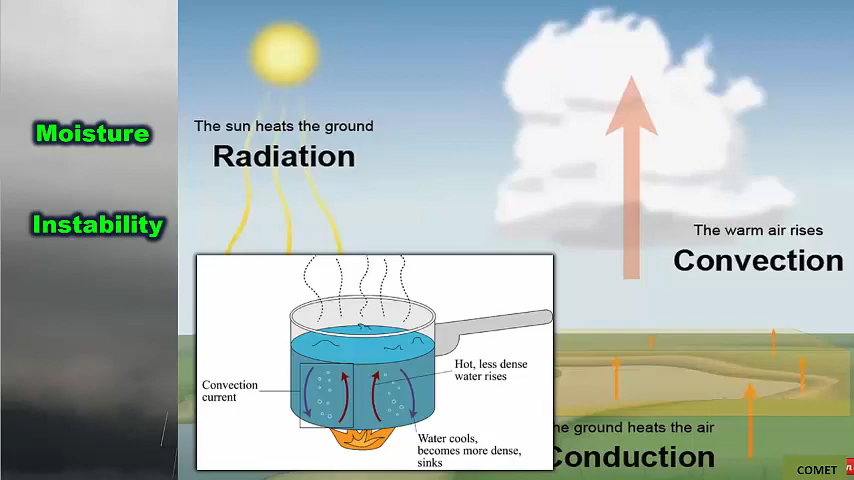 Moisture
Instability
The sun heats the ground
Radiation
The warm air rises
Convection
Convection
current
Hot, less dense
water rises
Water cools,
becomes more dense,
sinks
he ground heats the air
Conduction
COMET